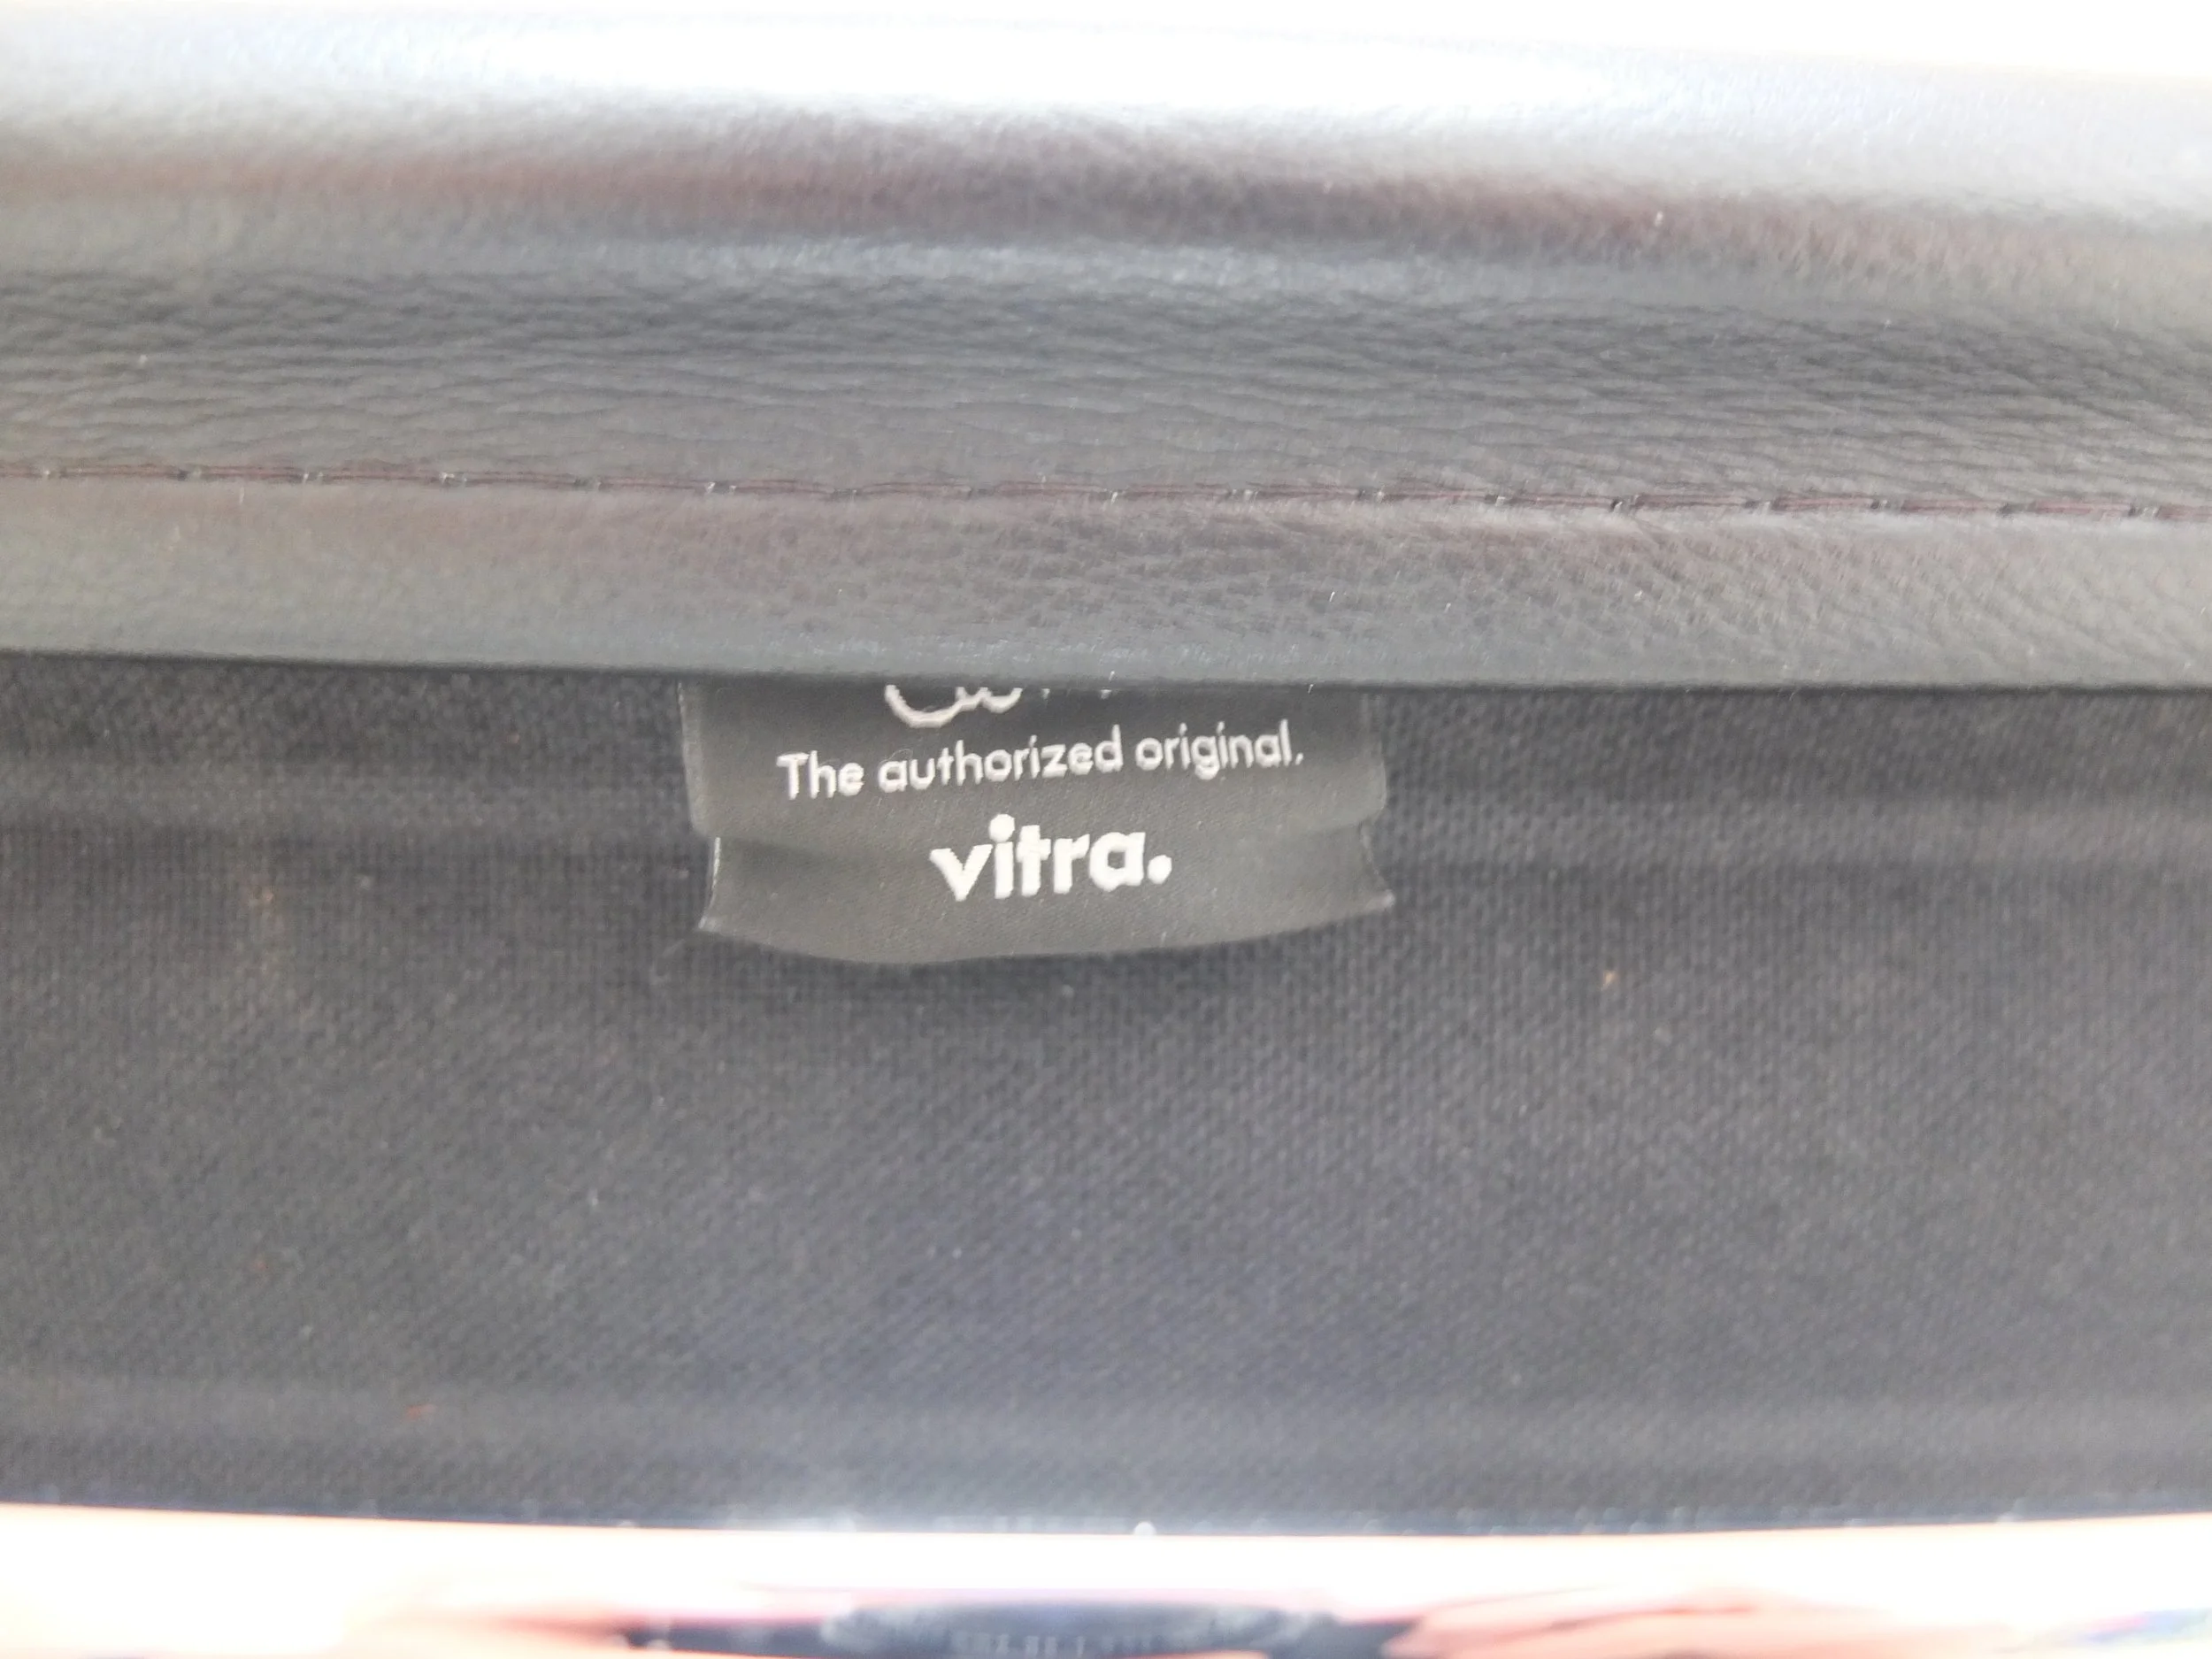 The authorized original.
vitra.